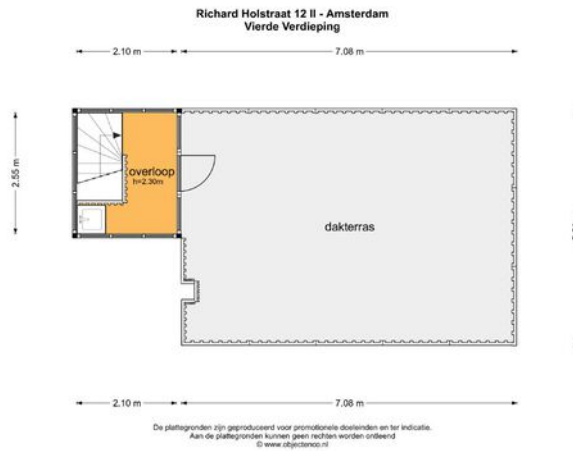 Richard Holstraat 12 II - Amsterdam
Vierde Verdieping
2.10 m
7.08 m
2.55 m
overloop
h=2.30m
dakterras
2.10 m
7.08 m
De plattegronden zijn geproduceerd voor promotionele doeleinden en ter indicatie.
Aan de plattegronden kunnen geen rechten worden ontleend
© www.objectenco.nl